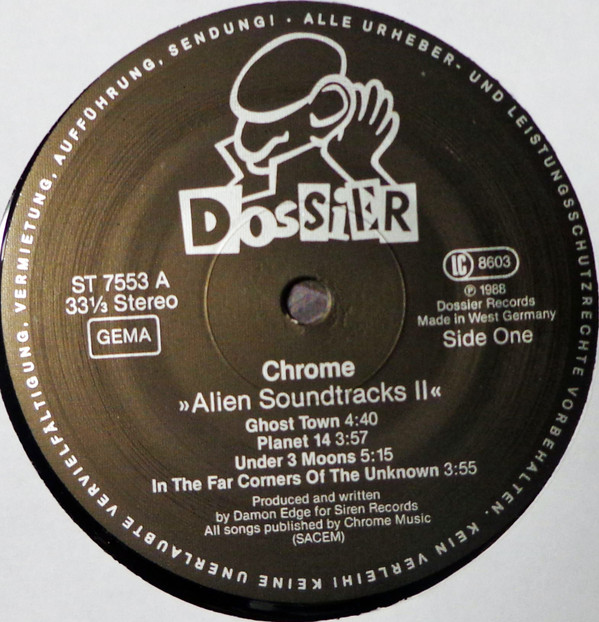 ALLE URHEBER- UND LEISTUNGSSCHUTZRECHTE VORBEHALTEN. KEIN VERLEIH! KEINE UNERLAUBTE VERVIELFÄLTIGUNG, VERMIETUNG, AUFFÜHRUNG, SENDUNG! ·
DOSSIER
ST 7553 A
33⅓ Stereo
GEMA
LC 8603
℗ 1988
Dossier Records
Made in West Germany
Side One
Chrome
»Alien Soundtracks II«
Ghost Town 4:40
Planet 14 3:57
Under 3 Moons 5:15
In The Far Corners Of The Unknown 3:55
Produced and written
by Damon Edge for Siren Records
All songs published by Chrome Music
(SACEM)